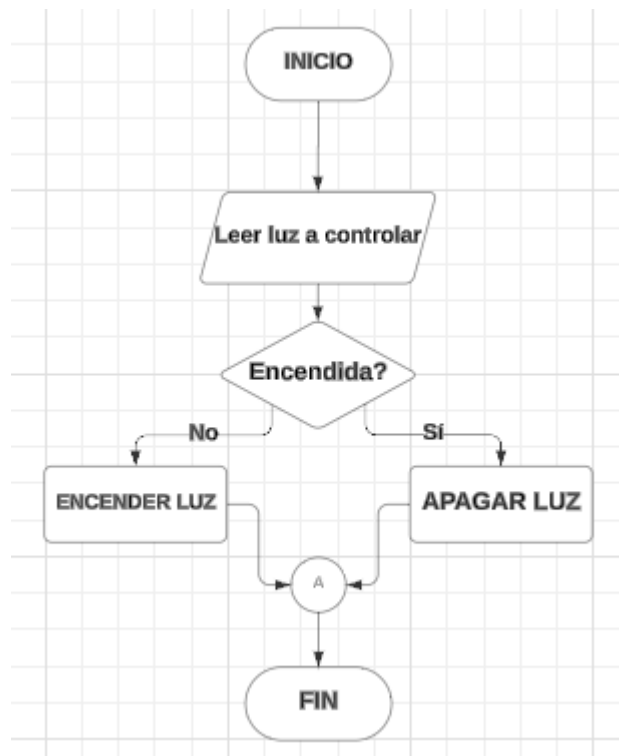 INICIO
Leer luz a controlar
Encendida?
No
Sí
ENCENDER LUZ
APAGAR LUZ
A
FIN